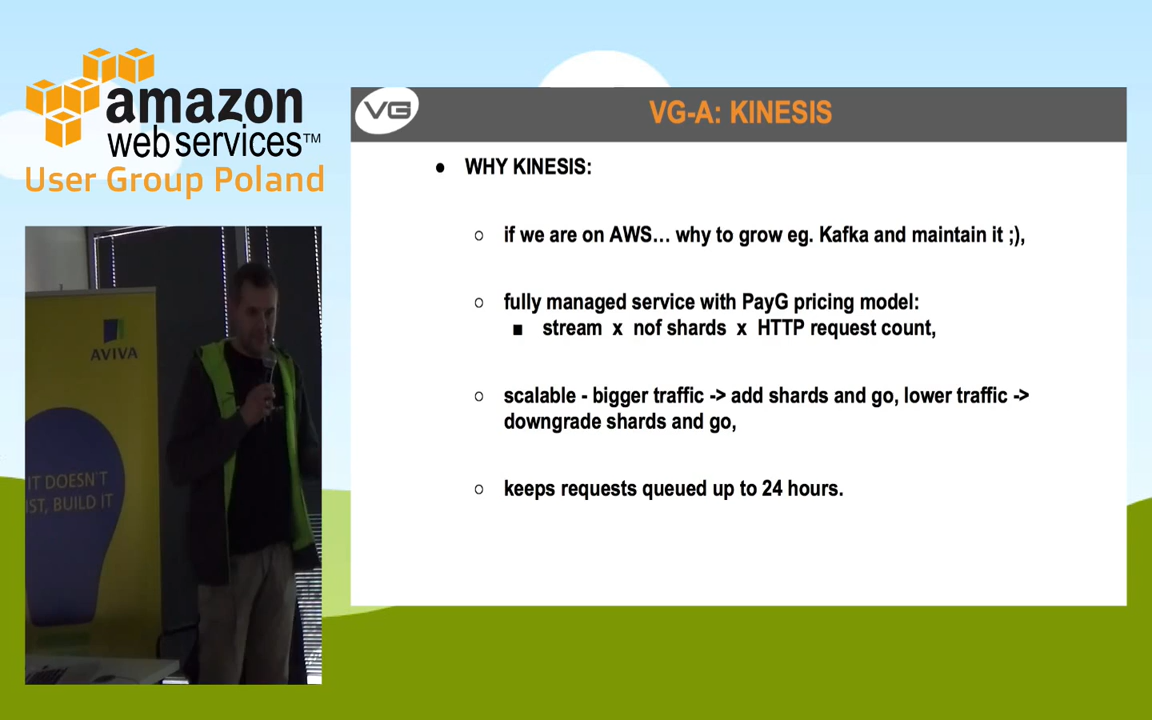 amazon
webservices™
User Group Poland
VG
VG-A: KINESIS
● WHY KINESIS:
○ if we are on AWS... why to grow eg. Kafka and maintain it ;),
○ fully managed service with PayG pricing model:
■ stream x nof shards x HTTP request count,
○ scalable - bigger traffic -> add shards and go, lower traffic ->
downgrade shards and go,
○ keeps requests queued up to 24 hours.
AVIVA
IT DOESN'T
ST, BUILD IT